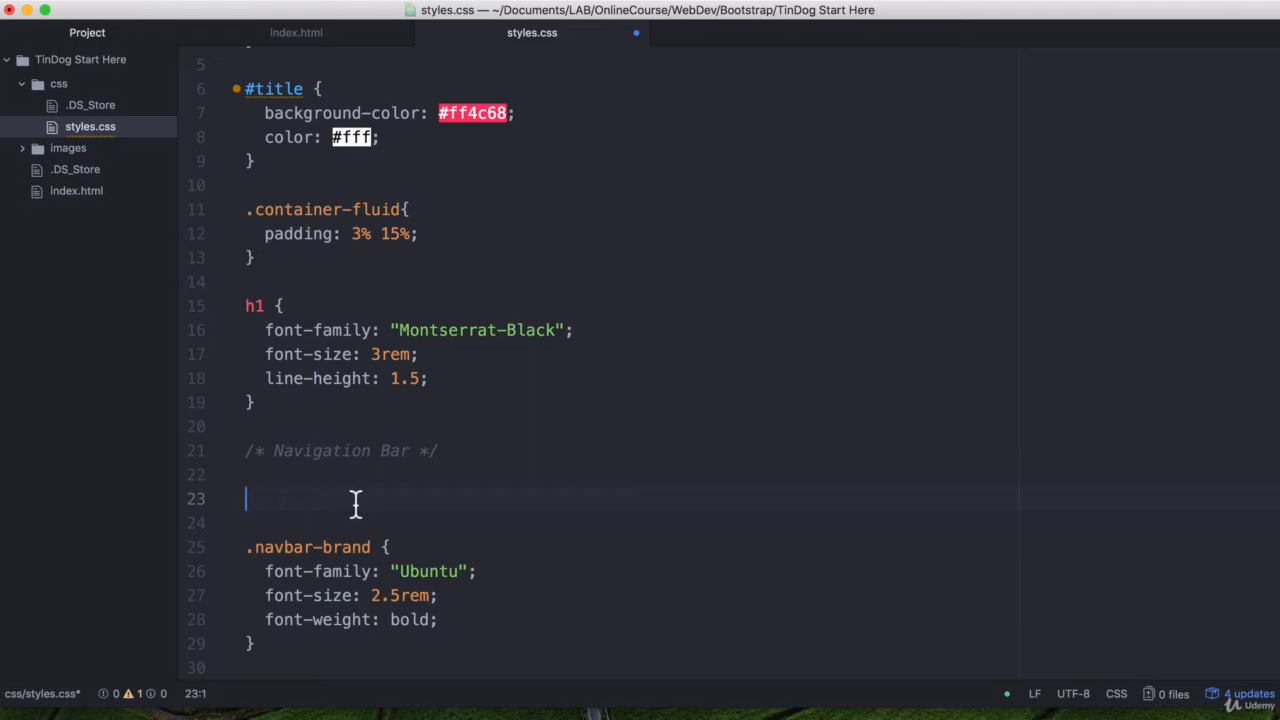 styles.css — ~/Documents/LAB/OnlineCourse/WebDev/Bootstrap/TinDog Start Here
Project
index.html
styles.css
TinDog Start Here
css
.DS_Store
styles.css
images
.DS_Store
index.html
5
6 #title {
7 background-color: #ff4c68;
8 color: #fff;
9 }
10
11 .container-fluid{
12 padding: 3% 15%;
13 }
14
15 h1 {
16 font-family: "Montserrat-Black";
17 font-size: 3rem;
18 line-height: 1.5;
19 }
20
21 /* Navigation Bar */
22
23
24
25 .navbar-brand {
26 font-family: "Ubuntu";
27 font-size: 2.5rem;
28 font-weight: bold;
29 }
30
css/styles.css* 0 1 0 23:1 LF UTF-8 CSS 0 files 4 updates
Udemy